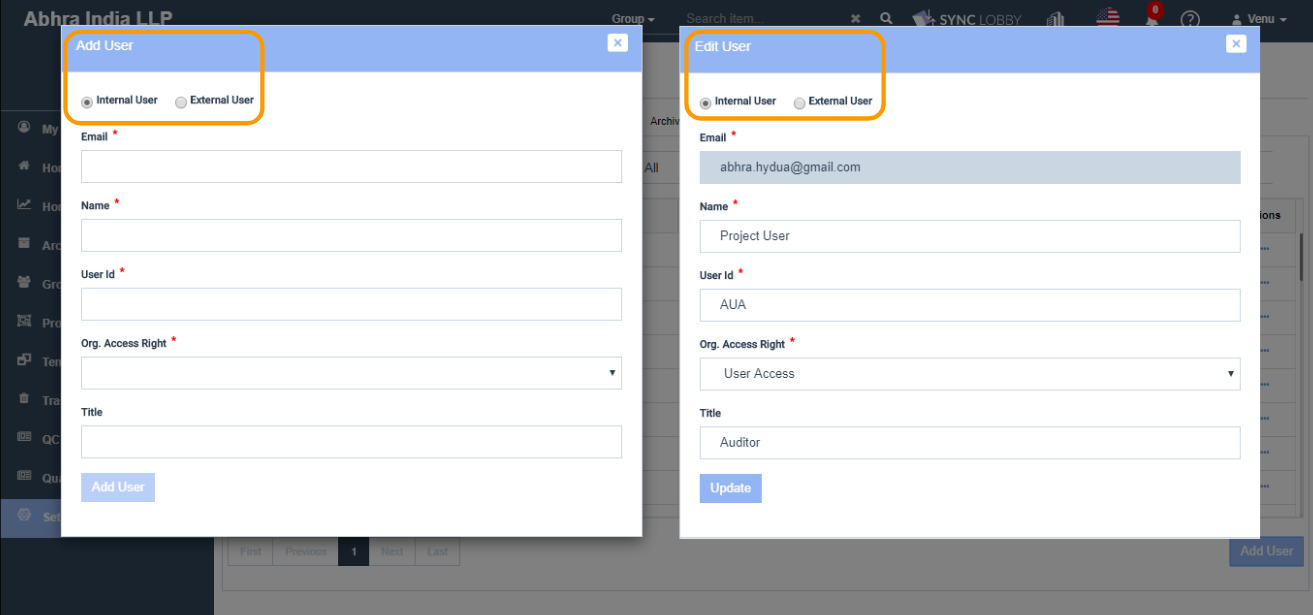 Abhra India LLP
Group
Search item...
SYNC LOBBY
0
?
Venu
Add User
×
Internal User
External User
Email *
Name *
User Id *
Org. Access Right *
Title
Add User
Edit User
×
Internal User
External User
Email *
abhra.hydua@gmail.com
Name *
Project User
User Id *
AUA
Org. Access Right *
User Access
Title
Auditor
Update
My
Hor
Hor
Arc
Gro
Pro
Ten
Tra
QC
Qua
Set
Archiv
All
ions
First
Previous
1
Next
Last
Add User